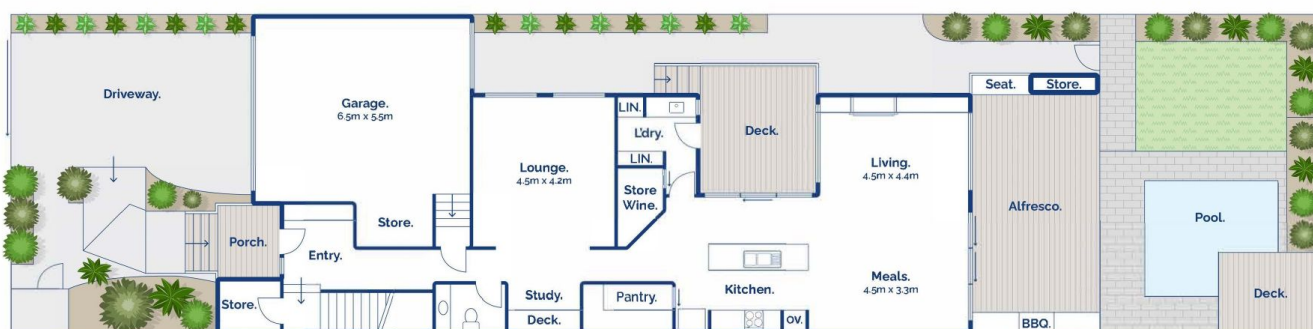 Driveway.
Garage.
6.5m x 5.5m
Store.
Porch.
Entry.
Store.
Lounge.
4.5m x 4.2m
LIN.
L'dry.
LIN.
Store
Wine.
Study.
Deck.
Pantry.
Deck.
Kitchen.
OV.
Living.
4.5m x 4.4m
Meals.
4.5m x 3.3m
Seat.
Store.
Alfresco.
BBQ.
Pool.
Deck.